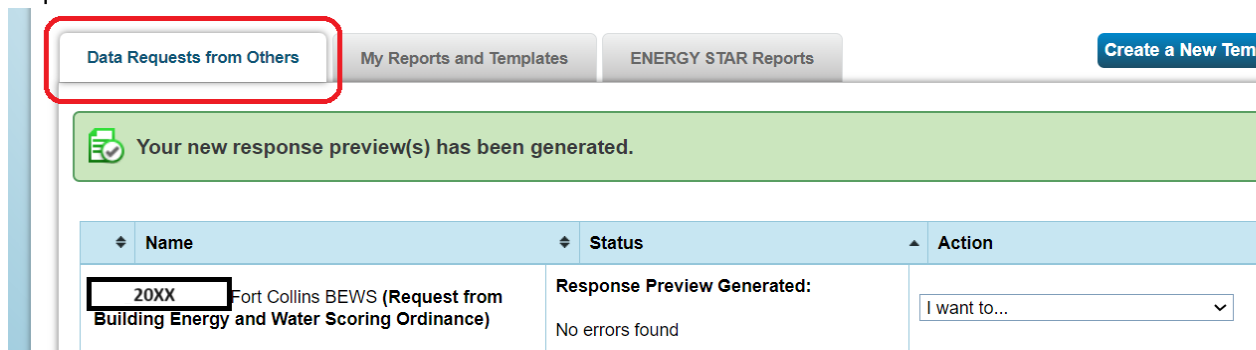 Data Requests from Others
My Reports and Templates
ENERGY STAR Reports
Create a New Tem
Your new response preview(s) has been generated.
Name
Status
Action
20XX Fort Collins BEWS (Request from
Building Energy and Water Scoring Ordinance)
Response Preview Generated:
No errors found
I want to...